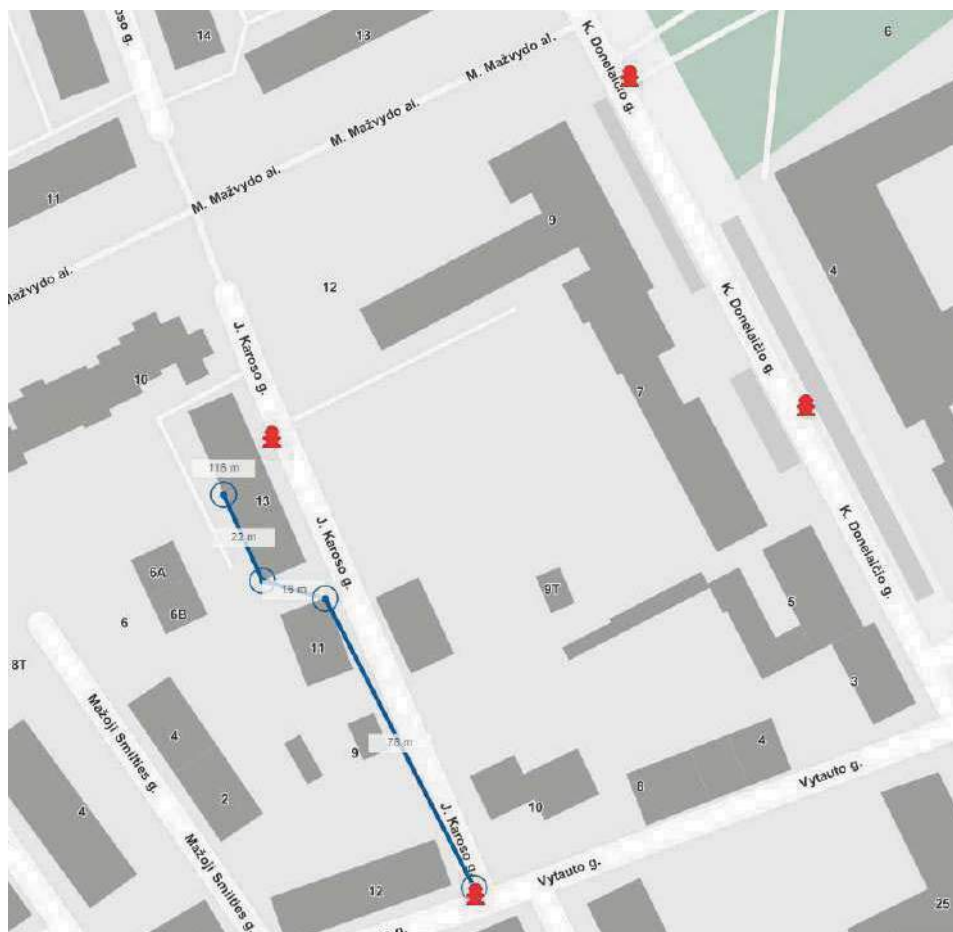 g.
14
13
6
K. Donelaičio g.
M. Mažvydo al.
M. Mažvydo al.
M. Mažvydo al.
11
9
4
12
Mažvydo al.
K. Donelaičio g.
J. Karoso g.
10
7
116 m
13
22 m
J. Karoso g.
K. Donelaičio g.
6A
6B
16 m
9T
6
5
11
8T
3
Mažoji Smilties g.
4
9
78 m
4
Vytauto g.
8
2
10
4
J. Karoso g.
Mažoji Smilties g.
12
Vytauto g.
25
g.